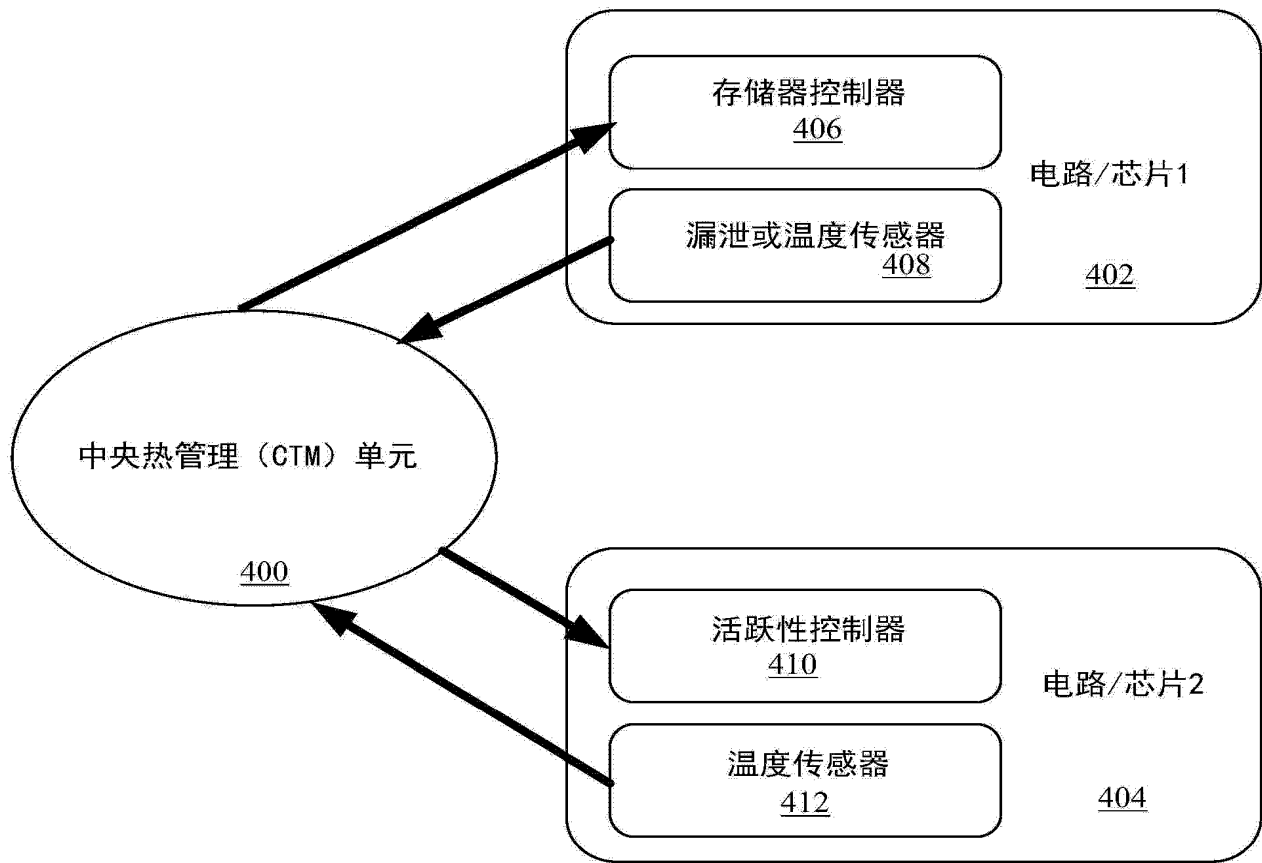 存储器控制器
406
漏泄或温度传感器
408
电路/芯片1
402
中央热管理（CTM）单元
400
活跃性控制器
410
温度传感器
412
电路/芯片2
404